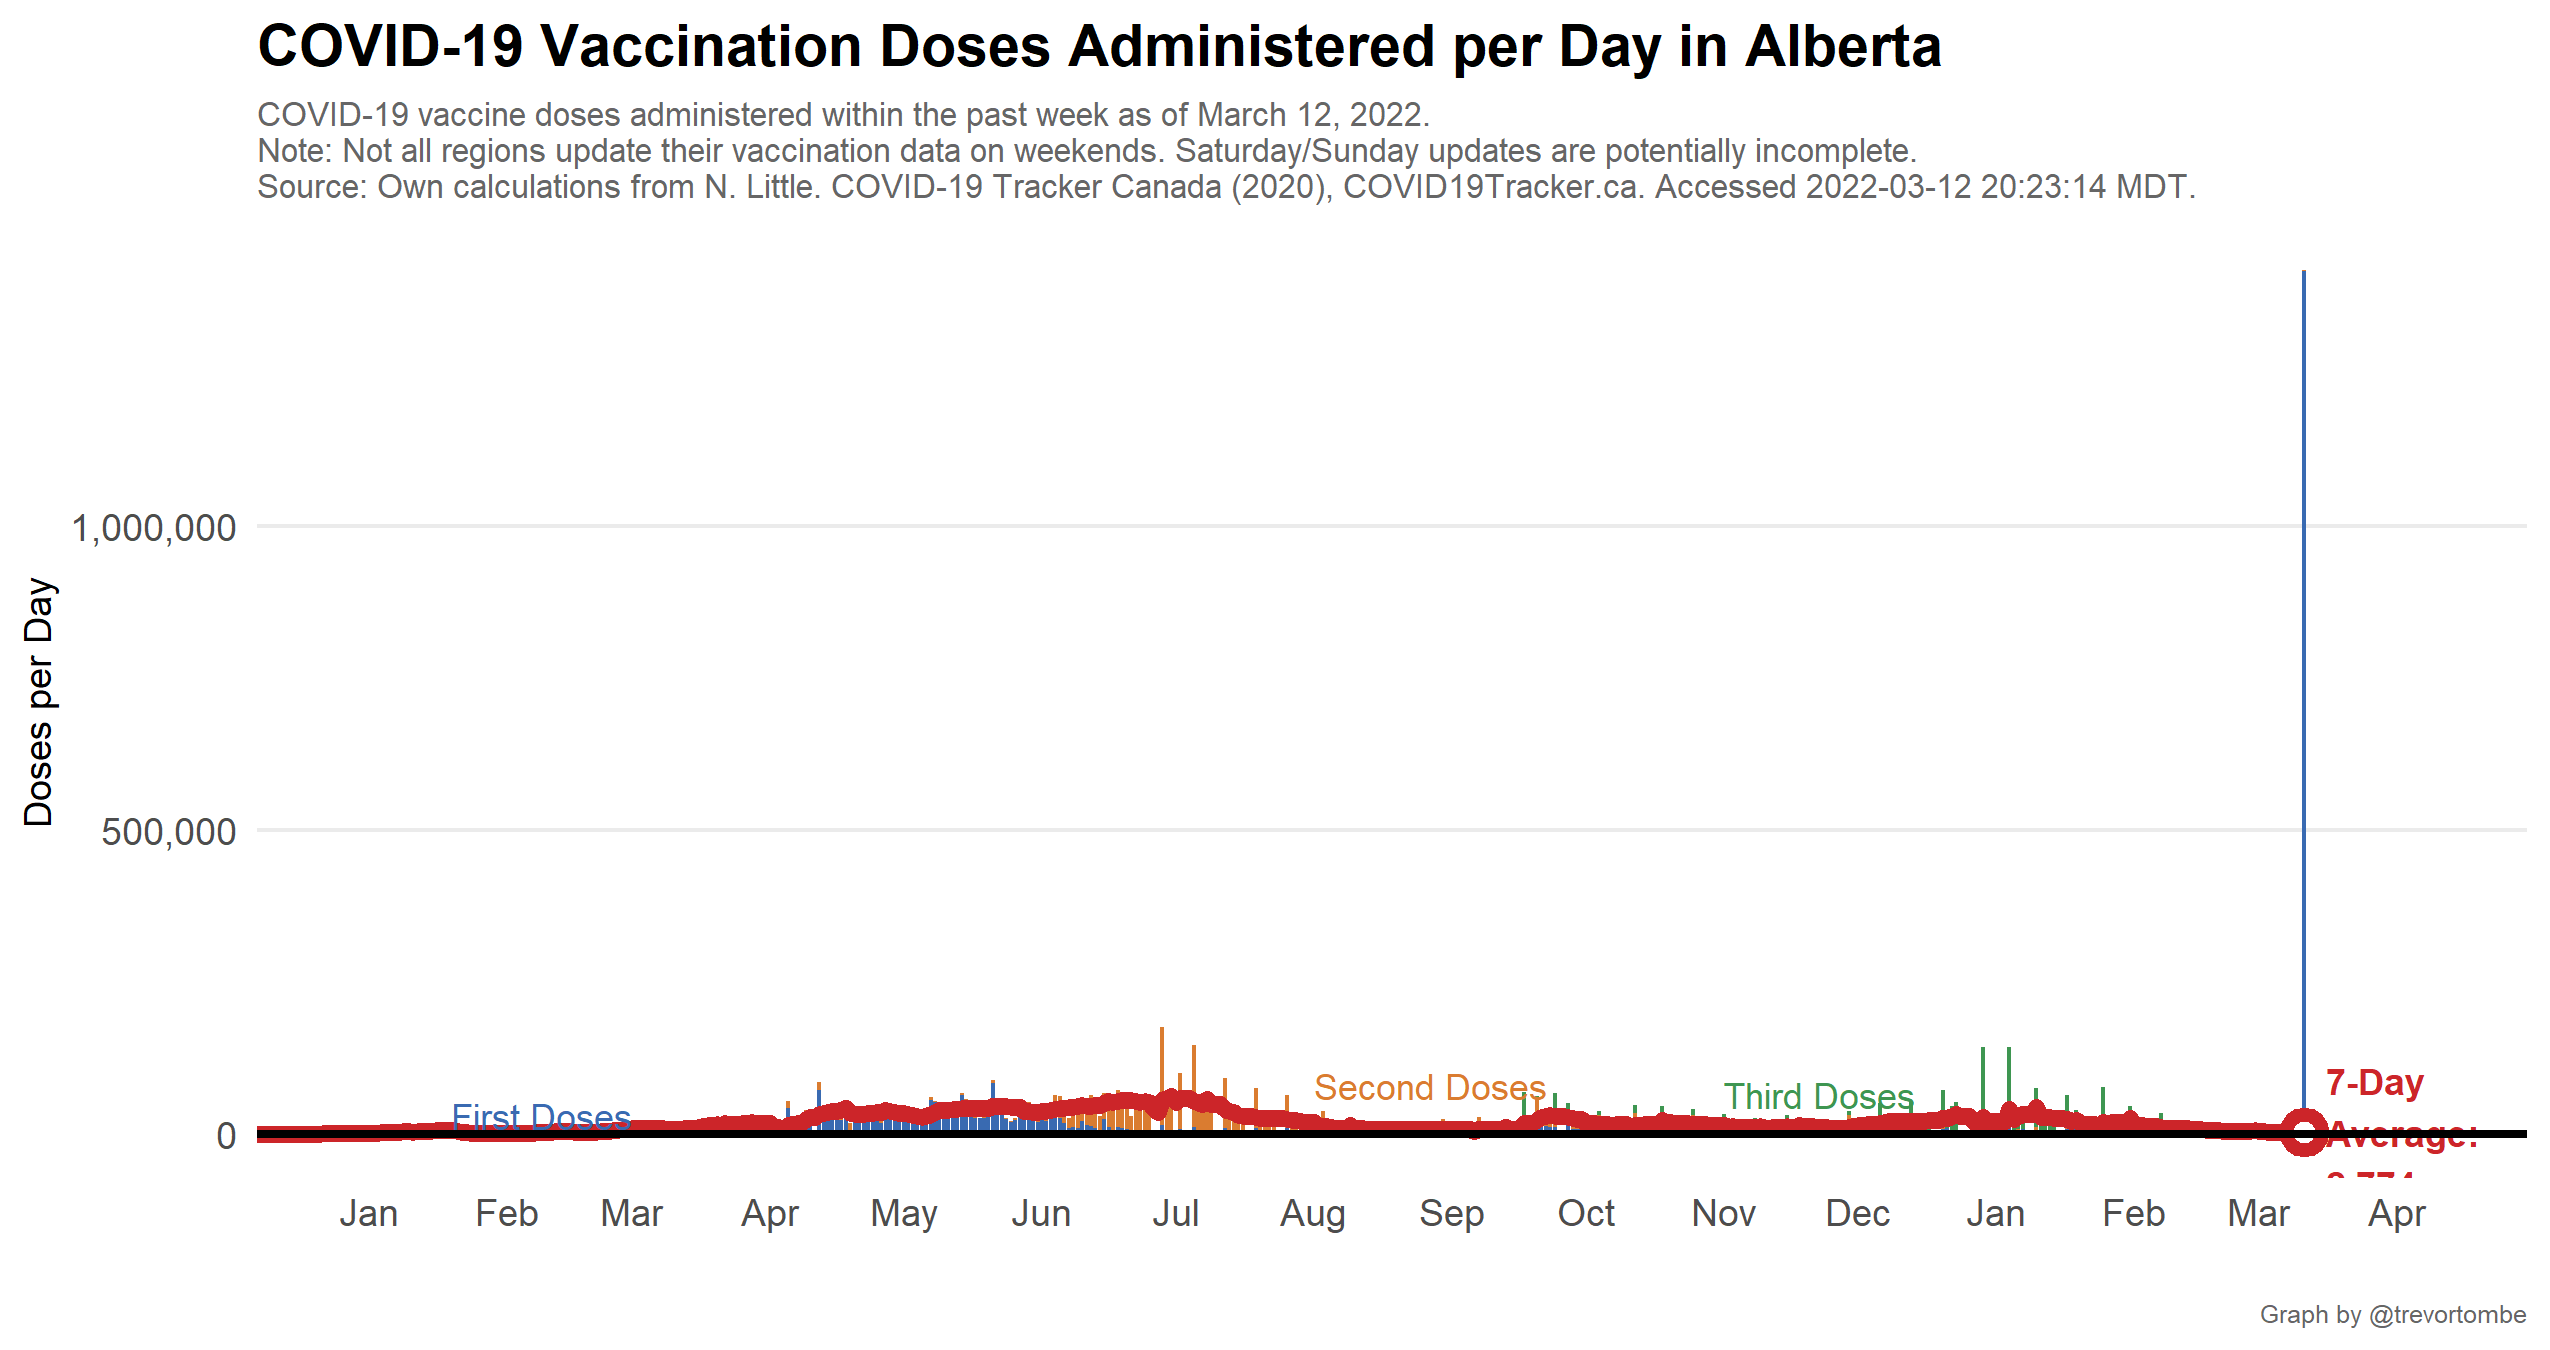 COVID-19 Vaccination Doses Administered per Day in Alberta
COVID-19 vaccine doses administered within the past week as of March 12, 2022.
Note: Not all regions update their vaccination data on weekends. Saturday/Sunday updates are potentially incomplete.
Source: Own calculations from N. Little. COVID-19 Tracker Canada (2020), COVID19Tracker.ca. Accessed 2022-03-12 20:23:14 MDT.
Doses per Day
1,000,000
500,000
0
First Doses
Second Doses
Third Doses
7-Day
Average:
Jan Feb Mar Apr May Jun Jul Aug Sep Oct Nov Dec Jan Feb Mar Apr
Graph by @trevortombe